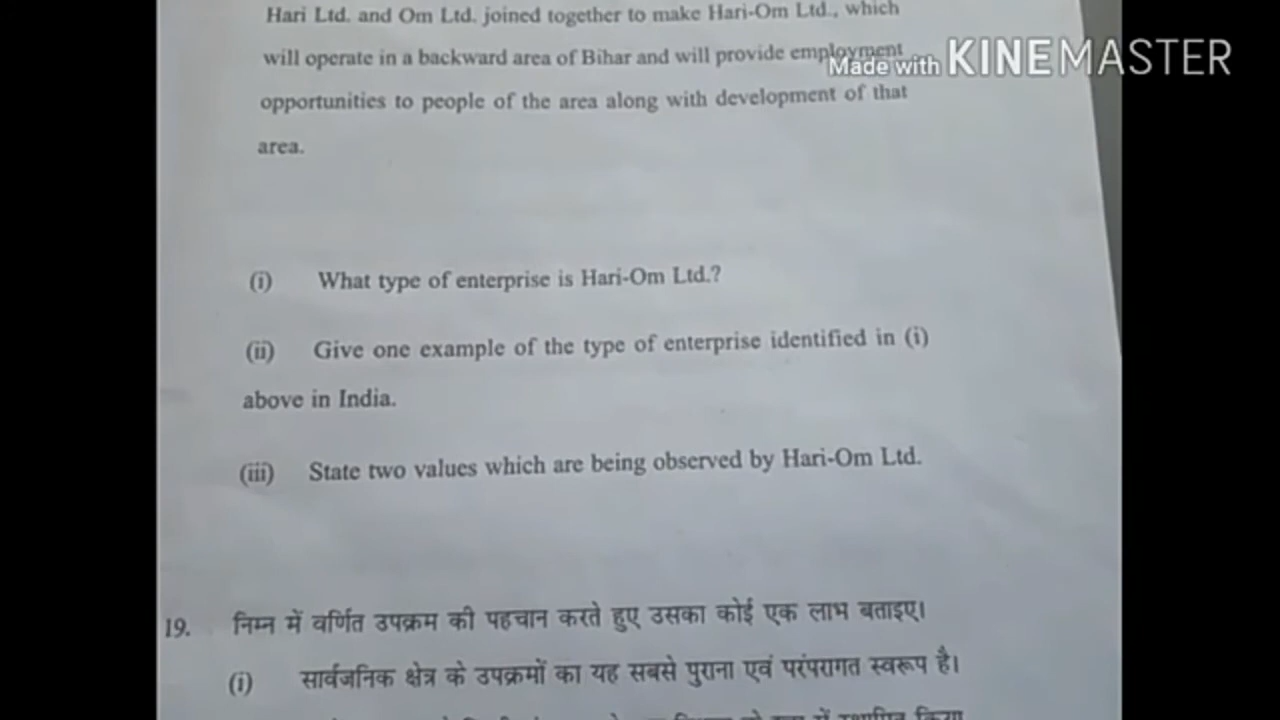 Hari Ltd. and Om Ltd. joined together to make Hari-Om Ltd., which
will operate in a backward area of Bihar and will provide employment
Made with KINEMASTER
opportunities to people of the area along with development of that
area.
(i) What type of enterprise is Hari-Om Ltd.?
(ii) Give one example of the type of enterprise identified in (i)
above in India.
(iii) State two values which are being observed by Hari-Om Ltd.
19. निम्न में वर्णित उपक्रम की पहचान करते हुए उसका कोई एक लाभ बताइए।
(i) सार्वजनिक क्षेत्र के उपक्रमों का यह सबसे पुराना एवं परंपरागत स्वरूप है।